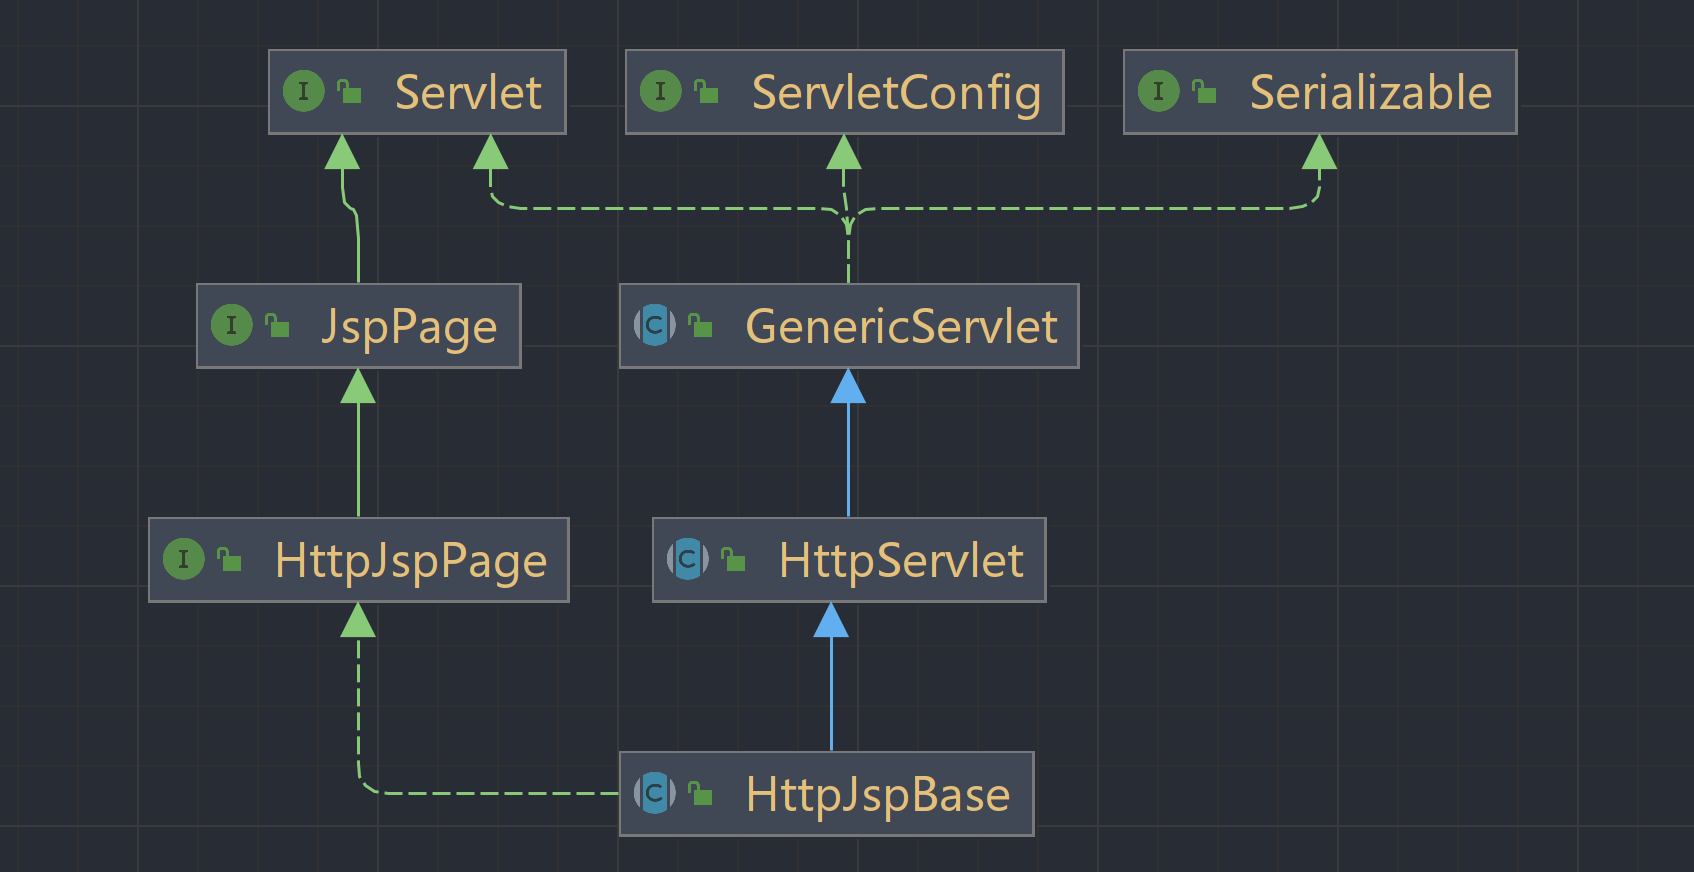 I Servlet
I ServletConfig
I Serializable
I JspPage
C GenericServlet
I HttpJspPage
C HttpServlet
C HttpJspBase